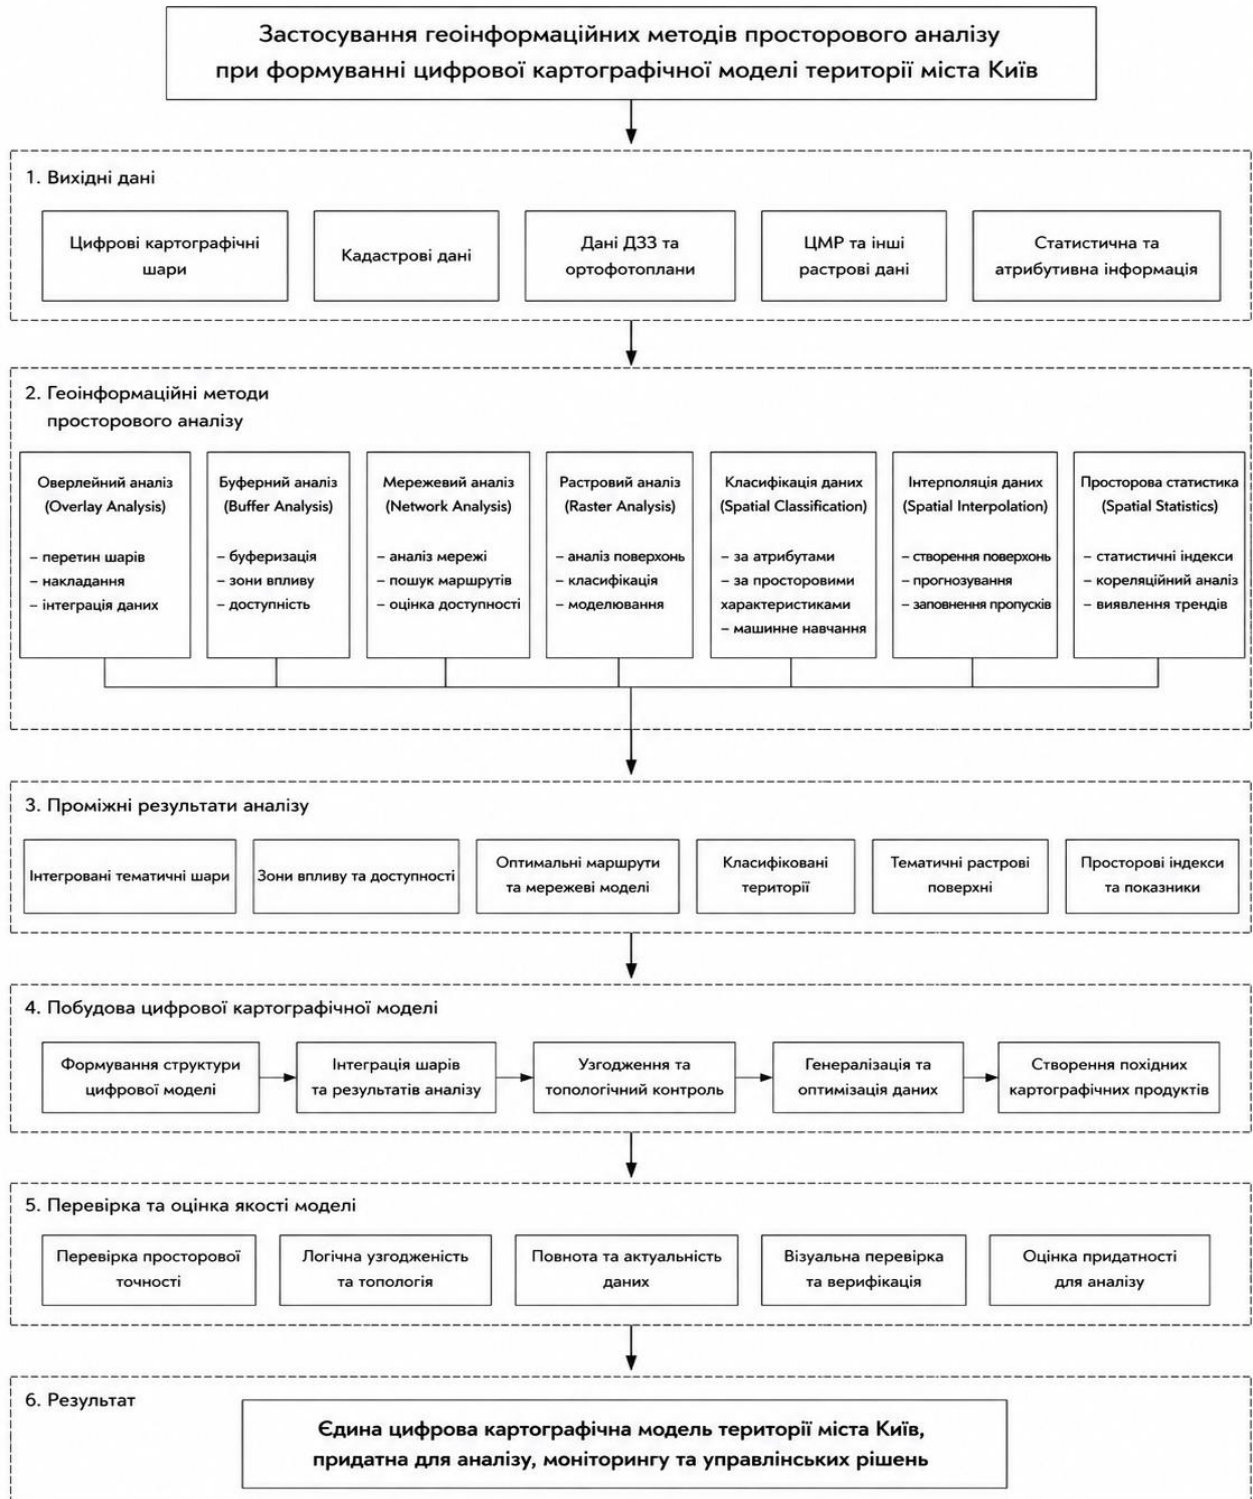 Застосування геоінформаційних методів просторового аналізу
при формуванні цифрової картографічної моделі території міста Київ
1. Вихідні дані
Цифрові картографічні
шари
Кадастрові дані
Дані ДЗЗ та
ортофотоплани
ЦМР та інші
растрові дані
Статистична та
атрибутивна інформація
2. Геоінформаційні методи
просторового аналізу
Оверлейний аналіз
(Overlay Analysis)
– перетин шарів
– накладання
– інтеграція даних
Буферний аналіз
(Buffer Analysis)
– буферизація
– зони впливу
– доступність
Мережевий аналіз
(Network Analysis)
– аналіз мережі
– пошук маршрутів
– оцінка доступності
Растровий аналіз
(Raster Analysis)
– аналіз поверхонь
– класифікація
– моделювання
Класифікація даних
(Spatial Classification)
– за атрибутами
– за просторовими
характеристиками
– машинне навчання
Інтерполяція даних
(Spatial Interpolation)
– створення поверхонь
– прогнозування
– заповнення пропусків
Просторова статистика
(Spatial Statistics)
– статистичні індекси
– кореляційний аналіз
– виявлення трендів
3. Проміжні результати аналізу
Інтегровані тематичні шари
Зони впливу та доступності
Оптимальні маршрути
та мережеві моделі
Класифіковані
території
Тематичні растрові
поверхні
Просторові індекси
та показники
4. Побудова цифрової картографічної моделі
Формування структури
цифрової моделі
Інтеграція шарів
та результатів аналізу
Узгодження та
топологічний контроль
Генералізація та
оптимізація даних
Створення похідних
картографічних продуктів
5. Перевірка та оцінка якості моделі
Перевірка просторової
точності
Логічна узгодженість
та топологія
Повнота та актуальність
даних
Візуальна перевірка
та верифікація
Оцінка придатності
для аналізу
6. Результат
Єдина цифрова картографічна модель території міста Київ,
придатна для аналізу, моніторингу та управлінських рішень